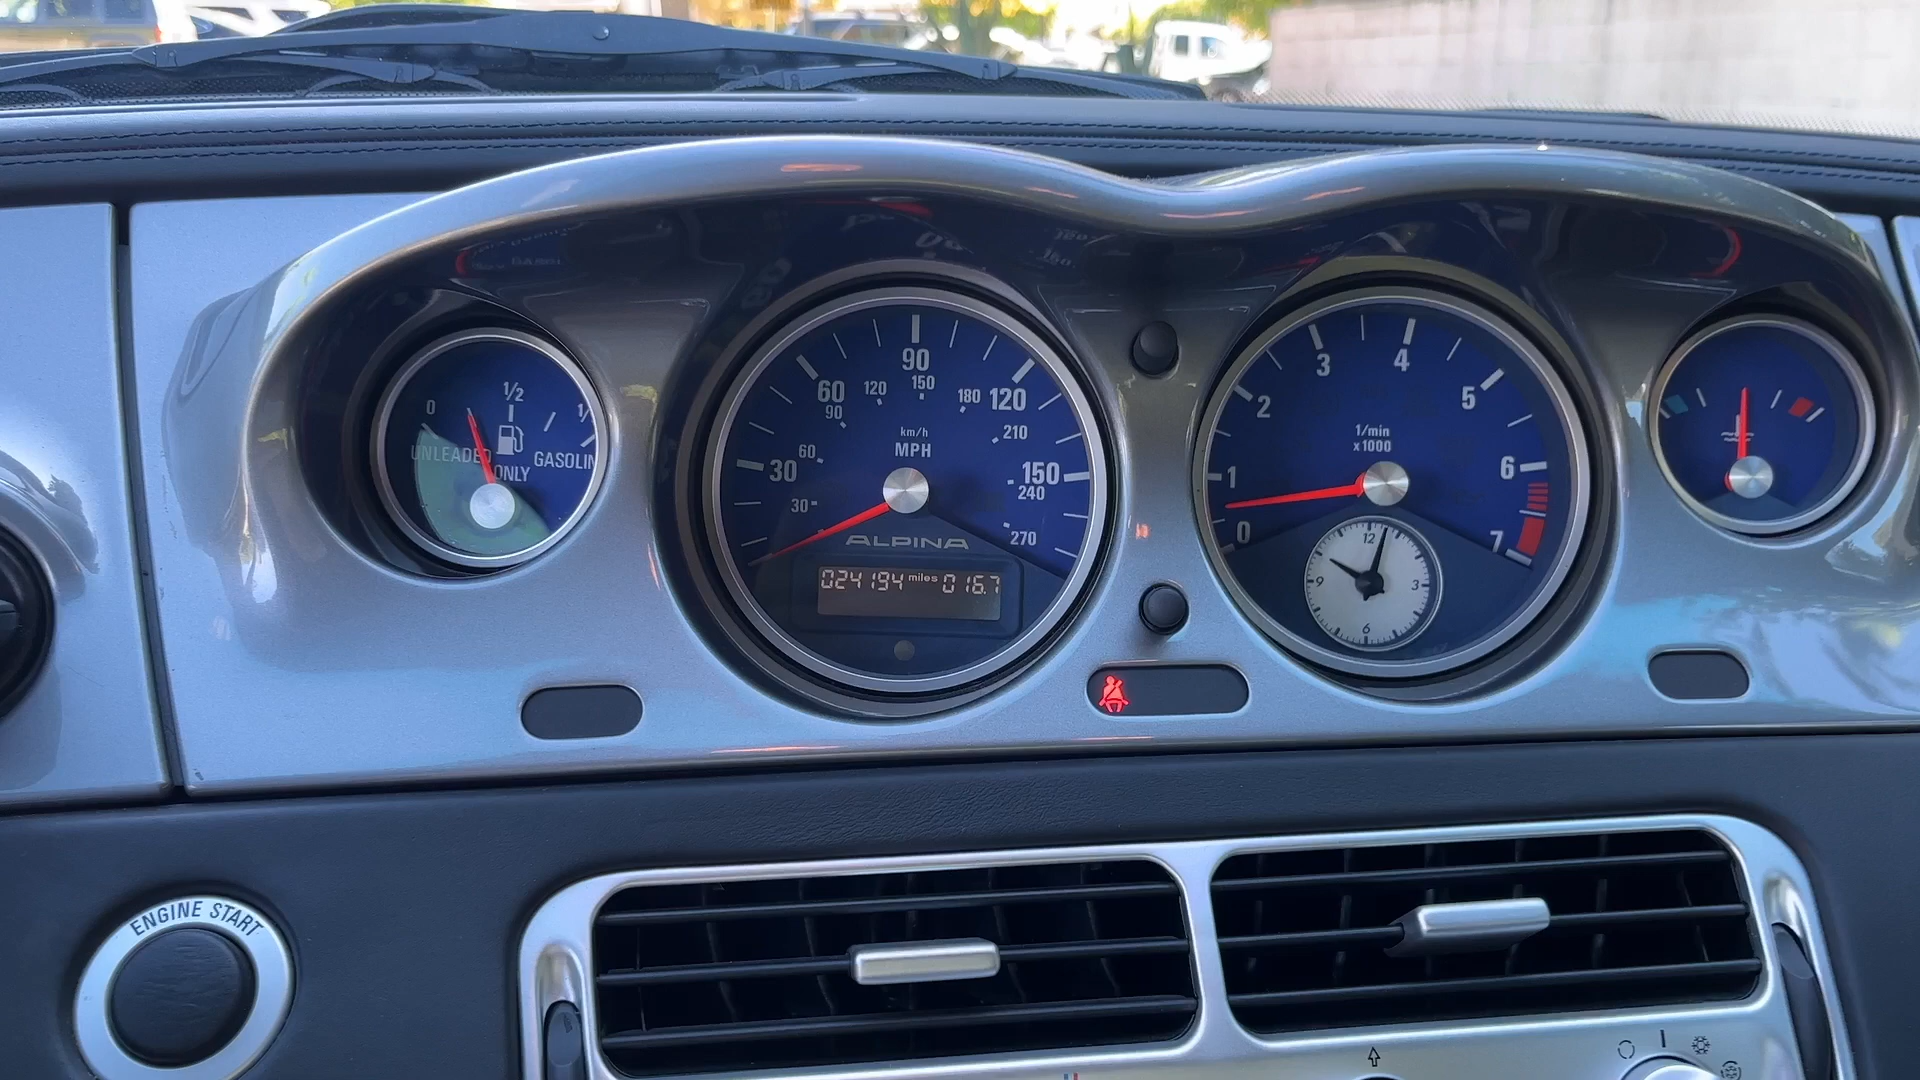 0 1/2
UNLEADED
ONLY GASOLIN
30 60 90 120 150
30 60 90 120 150 180 210 240 270
km/h
MPH
ALPINA
024194 miles 016.7
0 1 2 3 4 5 6 7
1/min
x1000
12
9 3
6
ENGINE START